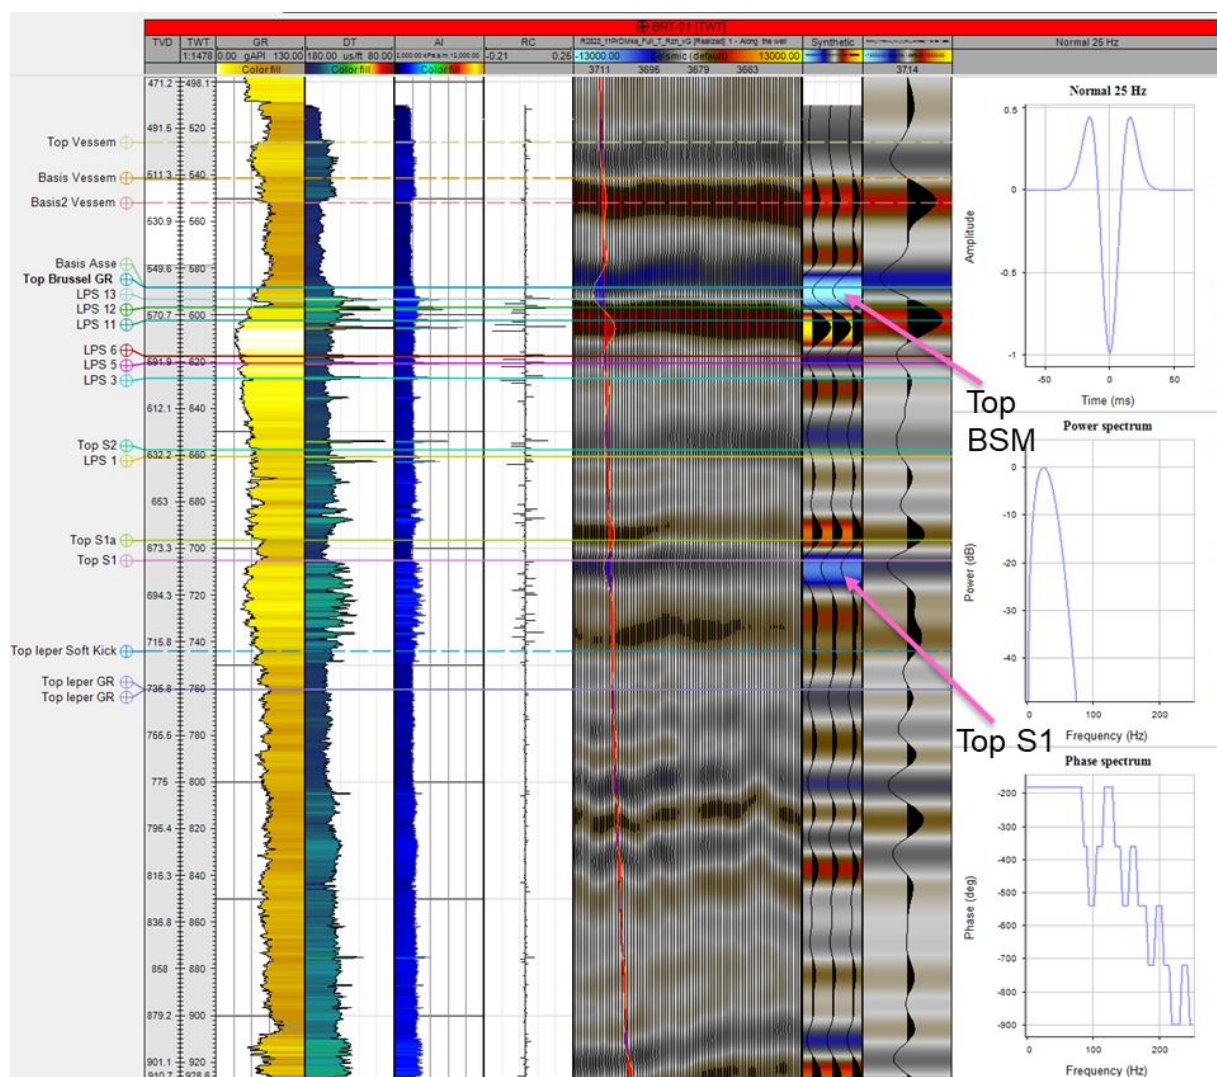 BRT-01 [TWT]
TVD TWT GR DT AI RC Synthetic Normal 26 Hz
1:1478 0.00 gAPI 130.00 180.00 us/ft 80.00 -0.21 0.25 -13000.00 Seismic (default) 13000.00
Color fill Color fill Color fill 3711 3695 3679 3663 3714
471.2 498.1
491.5 520
Top Vessem
511.3 540
Basis Vessem
Basis2 Vessem
530.9 560
Basis Asse
549.6 580
Top Brussel GR
LPS 13
LPS 12
570.7 600
LPS 11
LPS 6
591.9 620
LPS 5
LPS 3
612.1 640
Top S2
632.2 660
LPS 1
653 680
Top S1a
673.3 700
Top S1
694.3 720
715.8 740
Top Ieper Soft Kick
Top Ieper GR
735.8 760
Top Ieper GR
755.5 780
775 800
795.4 820
816.3 840
836.8 860
858 880
879.2 900
901.1 920
910.7 928.6
Top
BSM
Top S1
Normal 25 Hz
0.5
0
-0.5
-1
Amplitude
-50 0 50
Time (ms)
Power spectrum
0
-10
-20
-30
-40
Power (dB)
0 100 200
Frequency (Hz)
Phase spectrum
-200
-300
-400
-500
-600
-700
-800
-900
Phase (deg)
0 100 200
Frequency (Hz)